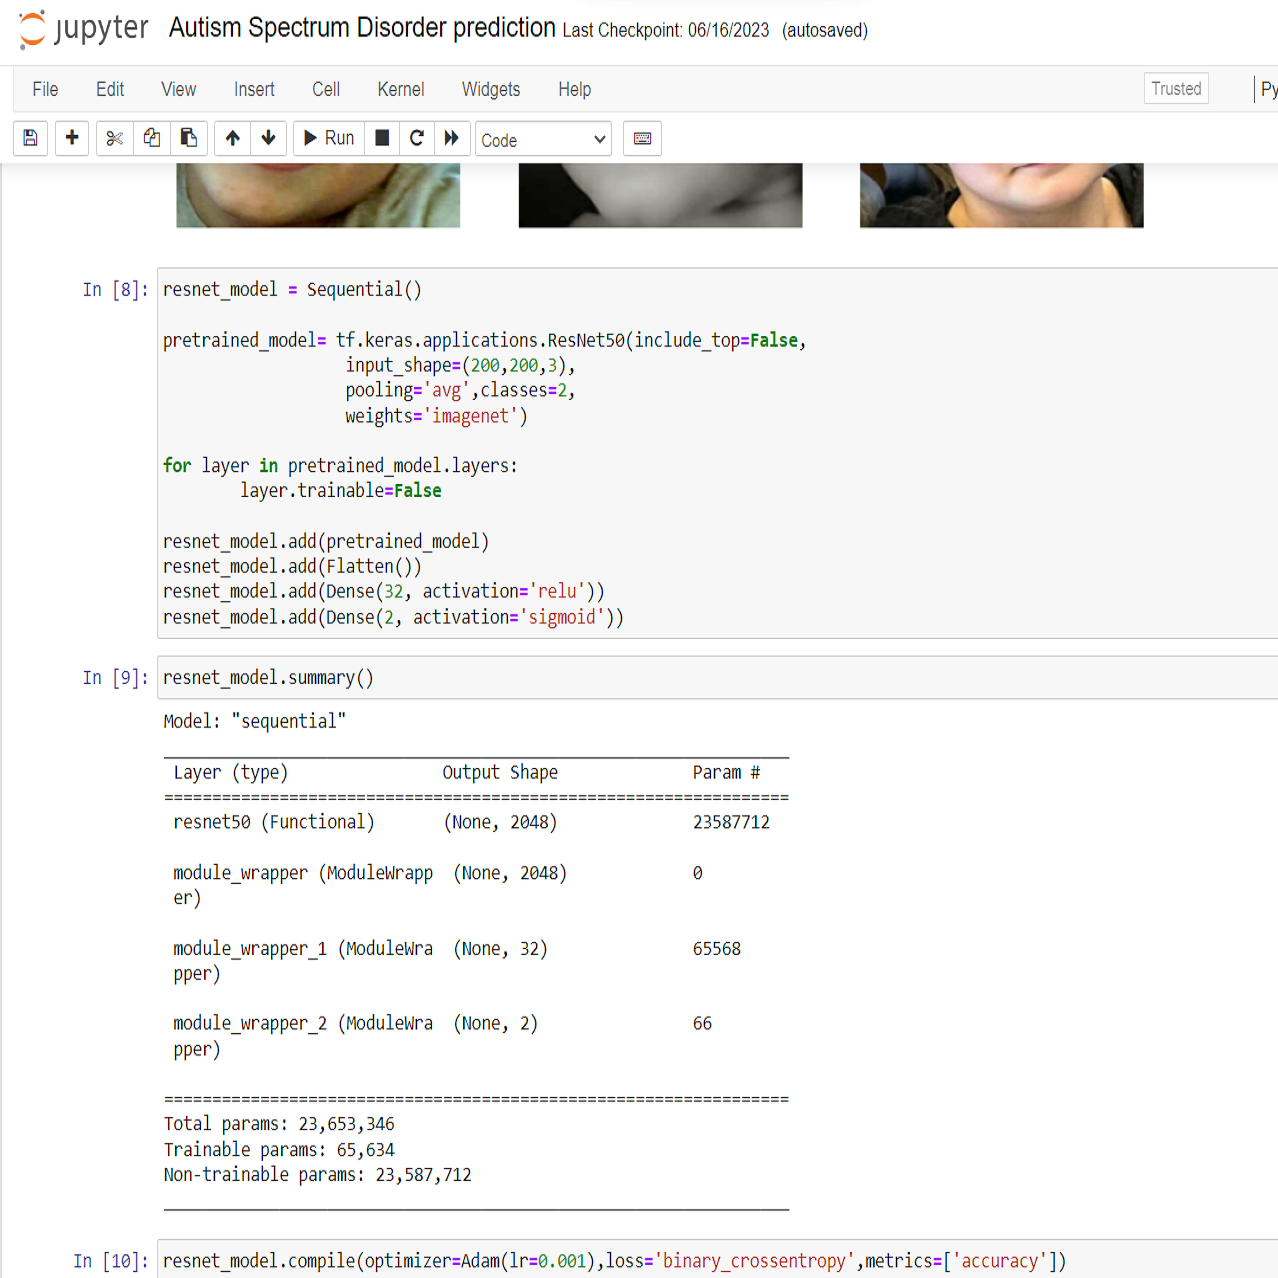 jupyter Autism Spectrum Disorder prediction Last Checkpoint: 06/16/2023 (autosaved)
File Edit View Insert Cell Kernel Widgets Help Trusted Py
Run Code
In [8]: resnet_model = Sequential()
pretrained_model= tf.keras.applications.ResNet50(include_top=False,
input_shape=(200,200,3),
pooling='avg',classes=2,
weights='imagenet')
for layer in pretrained_model.layers:
layer.trainable=False
resnet_model.add(pretrained_model)
resnet_model.add(Flatten())
resnet_model.add(Dense(32, activation='relu'))
resnet_model.add(Dense(2, activation='sigmoid'))
In [9]: resnet_model.summary()
Model: "sequential"
Layer (type) Output Shape Param #
=================================================================
resnet50 (Functional) (None, 2048) 23587712
module_wrapper (ModuleWrapp (None, 2048) 0
er)
module_wrapper_1 (ModuleWra (None, 32) 65568
pper)
module_wrapper_2 (ModuleWra (None, 2) 66
pper)
=================================================================
Total params: 23,653,346
Trainable params: 65,634
Non-trainable params: 23,587,712
In [10]: resnet_model.compile(optimizer=Adam(lr=0.001),loss='binary_crossentropy',metrics=['accuracy'])